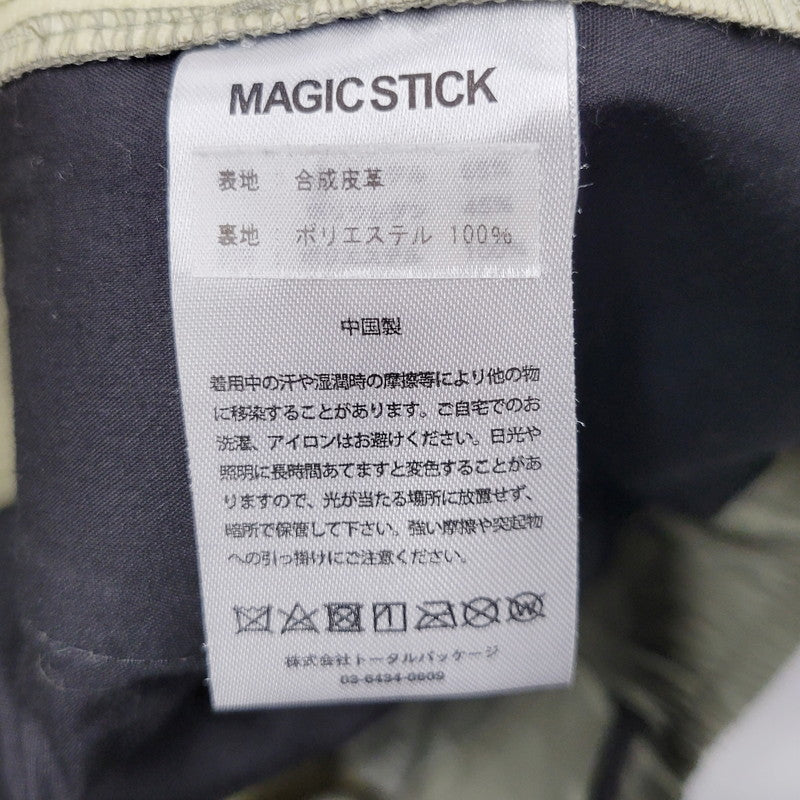 MAGIC STICK
表地 合成皮革
裏地 ポリエステル 100%
中国製
着用中の汗や湿潤時の摩擦等により他の物
に移染することがあります。ご自宅でのお
洗濯、アイロンはお避けください。日光や
照明に長時間あてますと変色することがあ
りますので、光が当たる場所に放置せず、
暗所で保管して下さい。強い摩擦や突起物
への引っ掛けにご注意ください。
W
株式会社トータルパッケージ
03-6434-0609